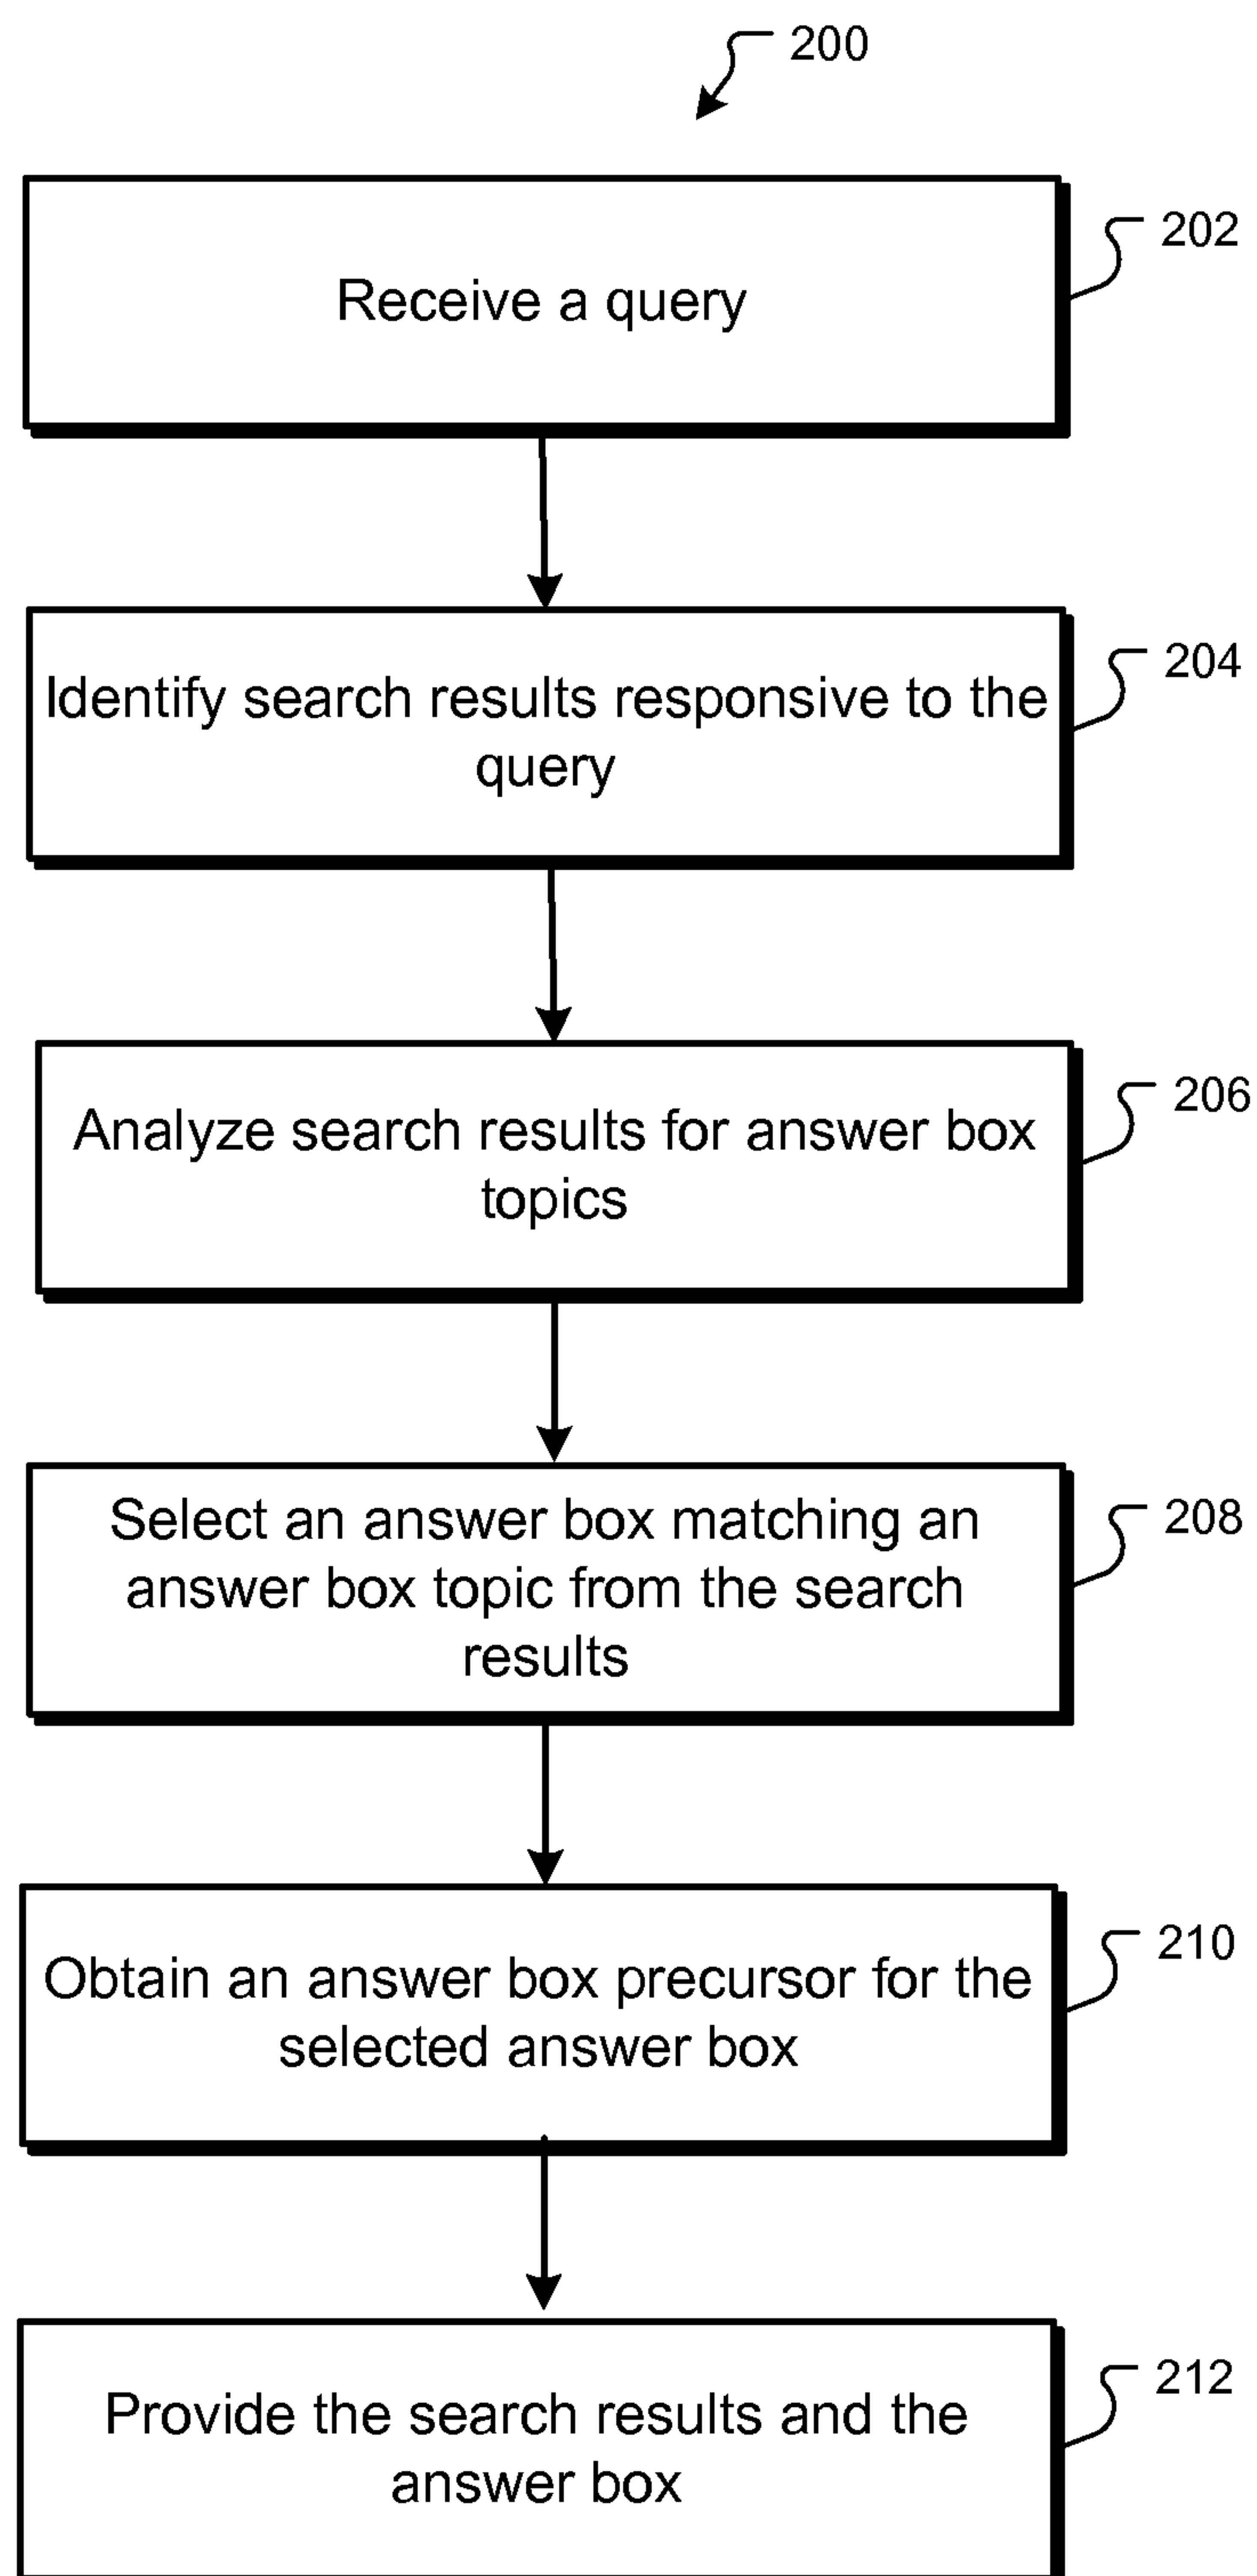 200
Receive a query
202
Identify search results responsive to the
query
204
Analyze search results for answer box
topics
206
Select an answer box matching an
answer box topic from the search
results
208
Obtain an answer box precursor for the
selected answer box
210
Provide the search results and the
answer box
212